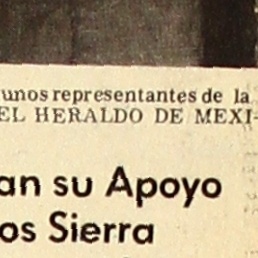 unos representantes de la
EL HERALDO DE MEXI-
an su Apoyo
os Sierra